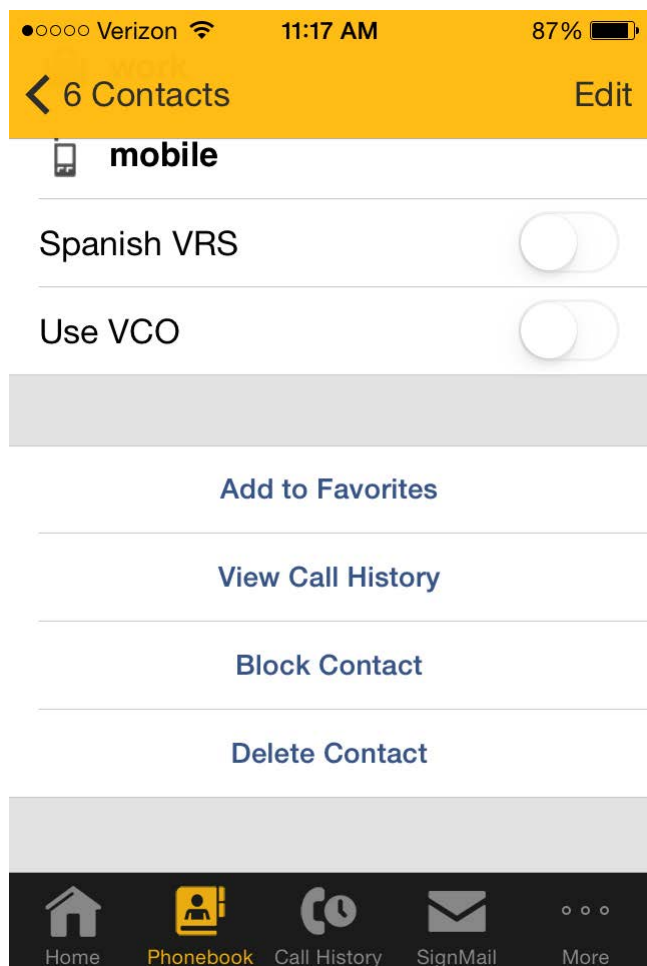 Verizon 11:17 AM 87%
work
6 Contacts Edit
mobile
Spanish VRS
Use VCO
Add to Favorites
View Call History
Block Contact
Delete Contact
Home Phonebook Call History SignMail More